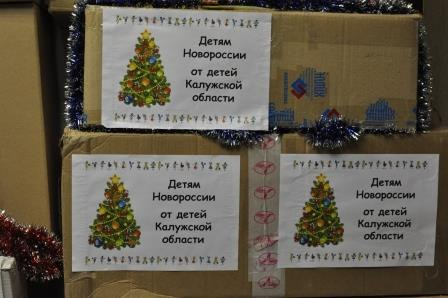 Детям
Новороссии
от детей
Калужской
области
Детям
Новороссии
от детей
Калужской
области
Детям
Новороссии
от детей
Калужской
области